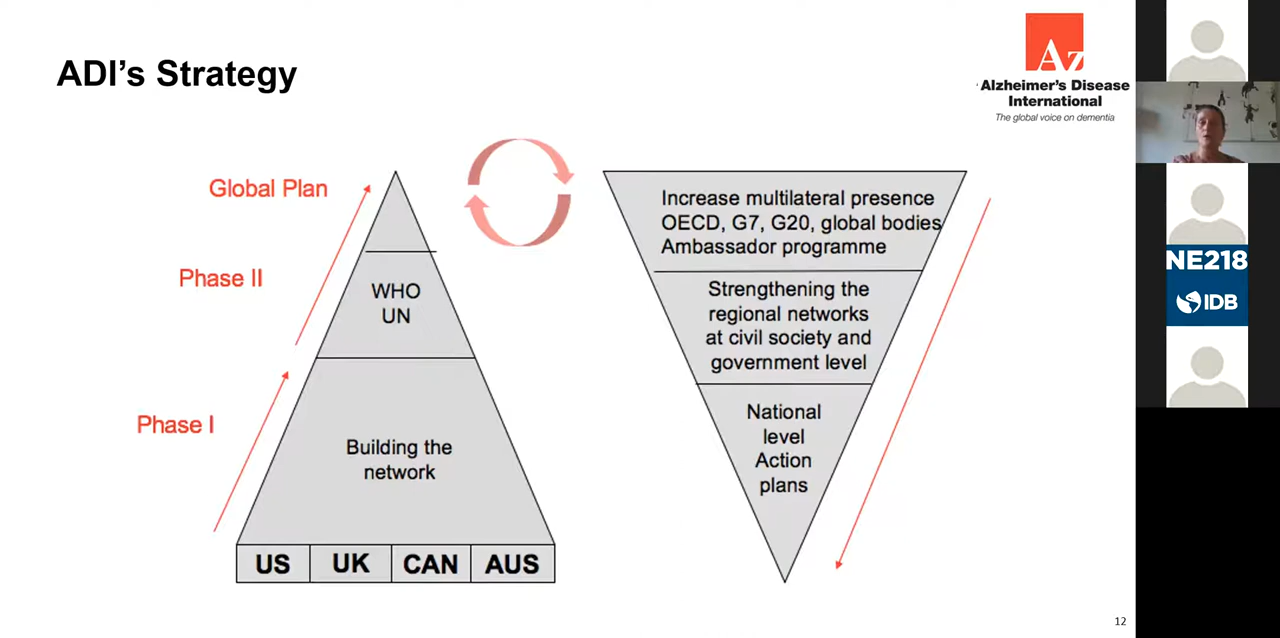 ADI's Strategy
Az
Alzheimer's Disease
International
The global voice on dementia
Global Plan
Phase II
Phase I
WHO
UN
Building the
network
US UK CAN AUS
Increase multilateral presence
OECD, G7, G20, global bodies
Ambassador programme
Strengthening the
regional networks
at civil society and
government level
National
level
Action
plans
12
NE218
IDB